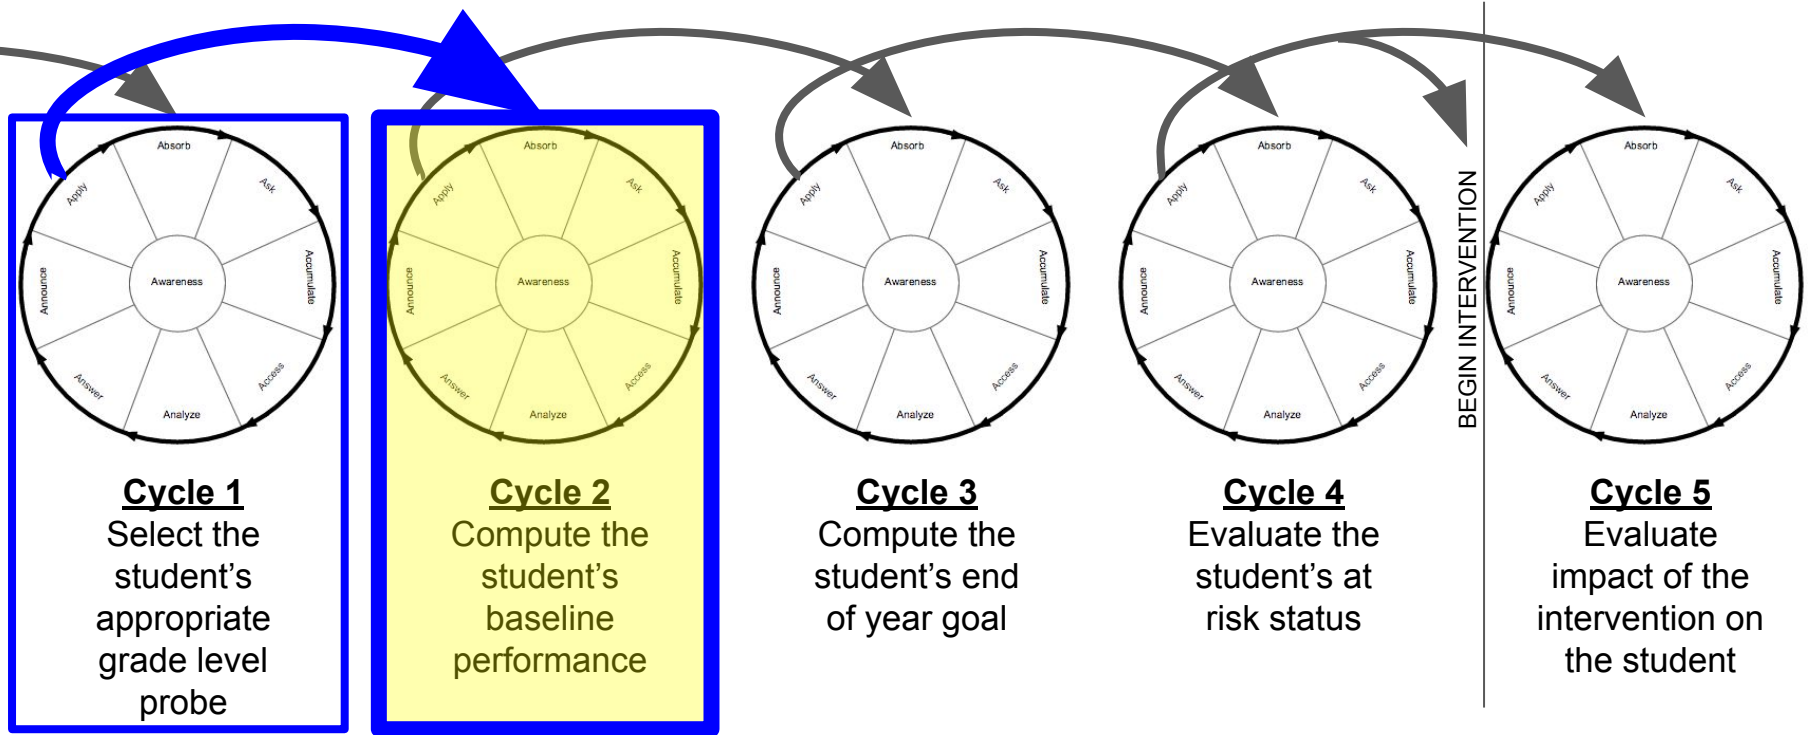 Absorb
Ask
Accumulate
Access
Analyze
Answer
Announce
Apply
Awareness
Cycle 1
Select the
student’s
appropriate
grade level
probe
Absorb
Ask
Accumulate
Access
Analyze
Answer
Announce
Apply
Awareness
Cycle 2
Compute the
student’s
baseline
performance
Absorb
Ask
Accumulate
Access
Analyze
Answer
Announce
Apply
Awareness
Cycle 3
Compute the
student’s end
of year goal
Absorb
Ask
Accumulate
Access
Analyze
Answer
Announce
Apply
Awareness
Cycle 4
Evaluate the
student’s at
risk status
BEGIN INTERVENTION
Absorb
Ask
Accumulate
Access
Analyze
Answer
Announce
Apply
Awareness
Cycle 5
Evaluate
impact of the
intervention on
the student